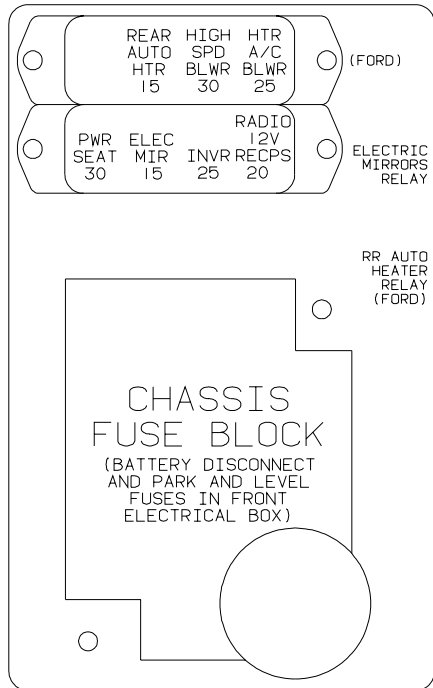 REAR HIGH HTR
AUTO SPD A/C
HTR BLWR BLWR
15 30 25
(FORD)
RADIO
PWR ELEC 12V
SEAT MIR INVR RECPS
30 15 25 20
ELECTRIC
MIRRORS
RELAY
RR AUTO
HEATER
RELAY
(FORD)
CHASSIS
FUSE BLOCK
(BATTERY DISCONNECT
AND PARK AND LEVEL
FUSES IN FRONT
ELECTRICAL BOX)